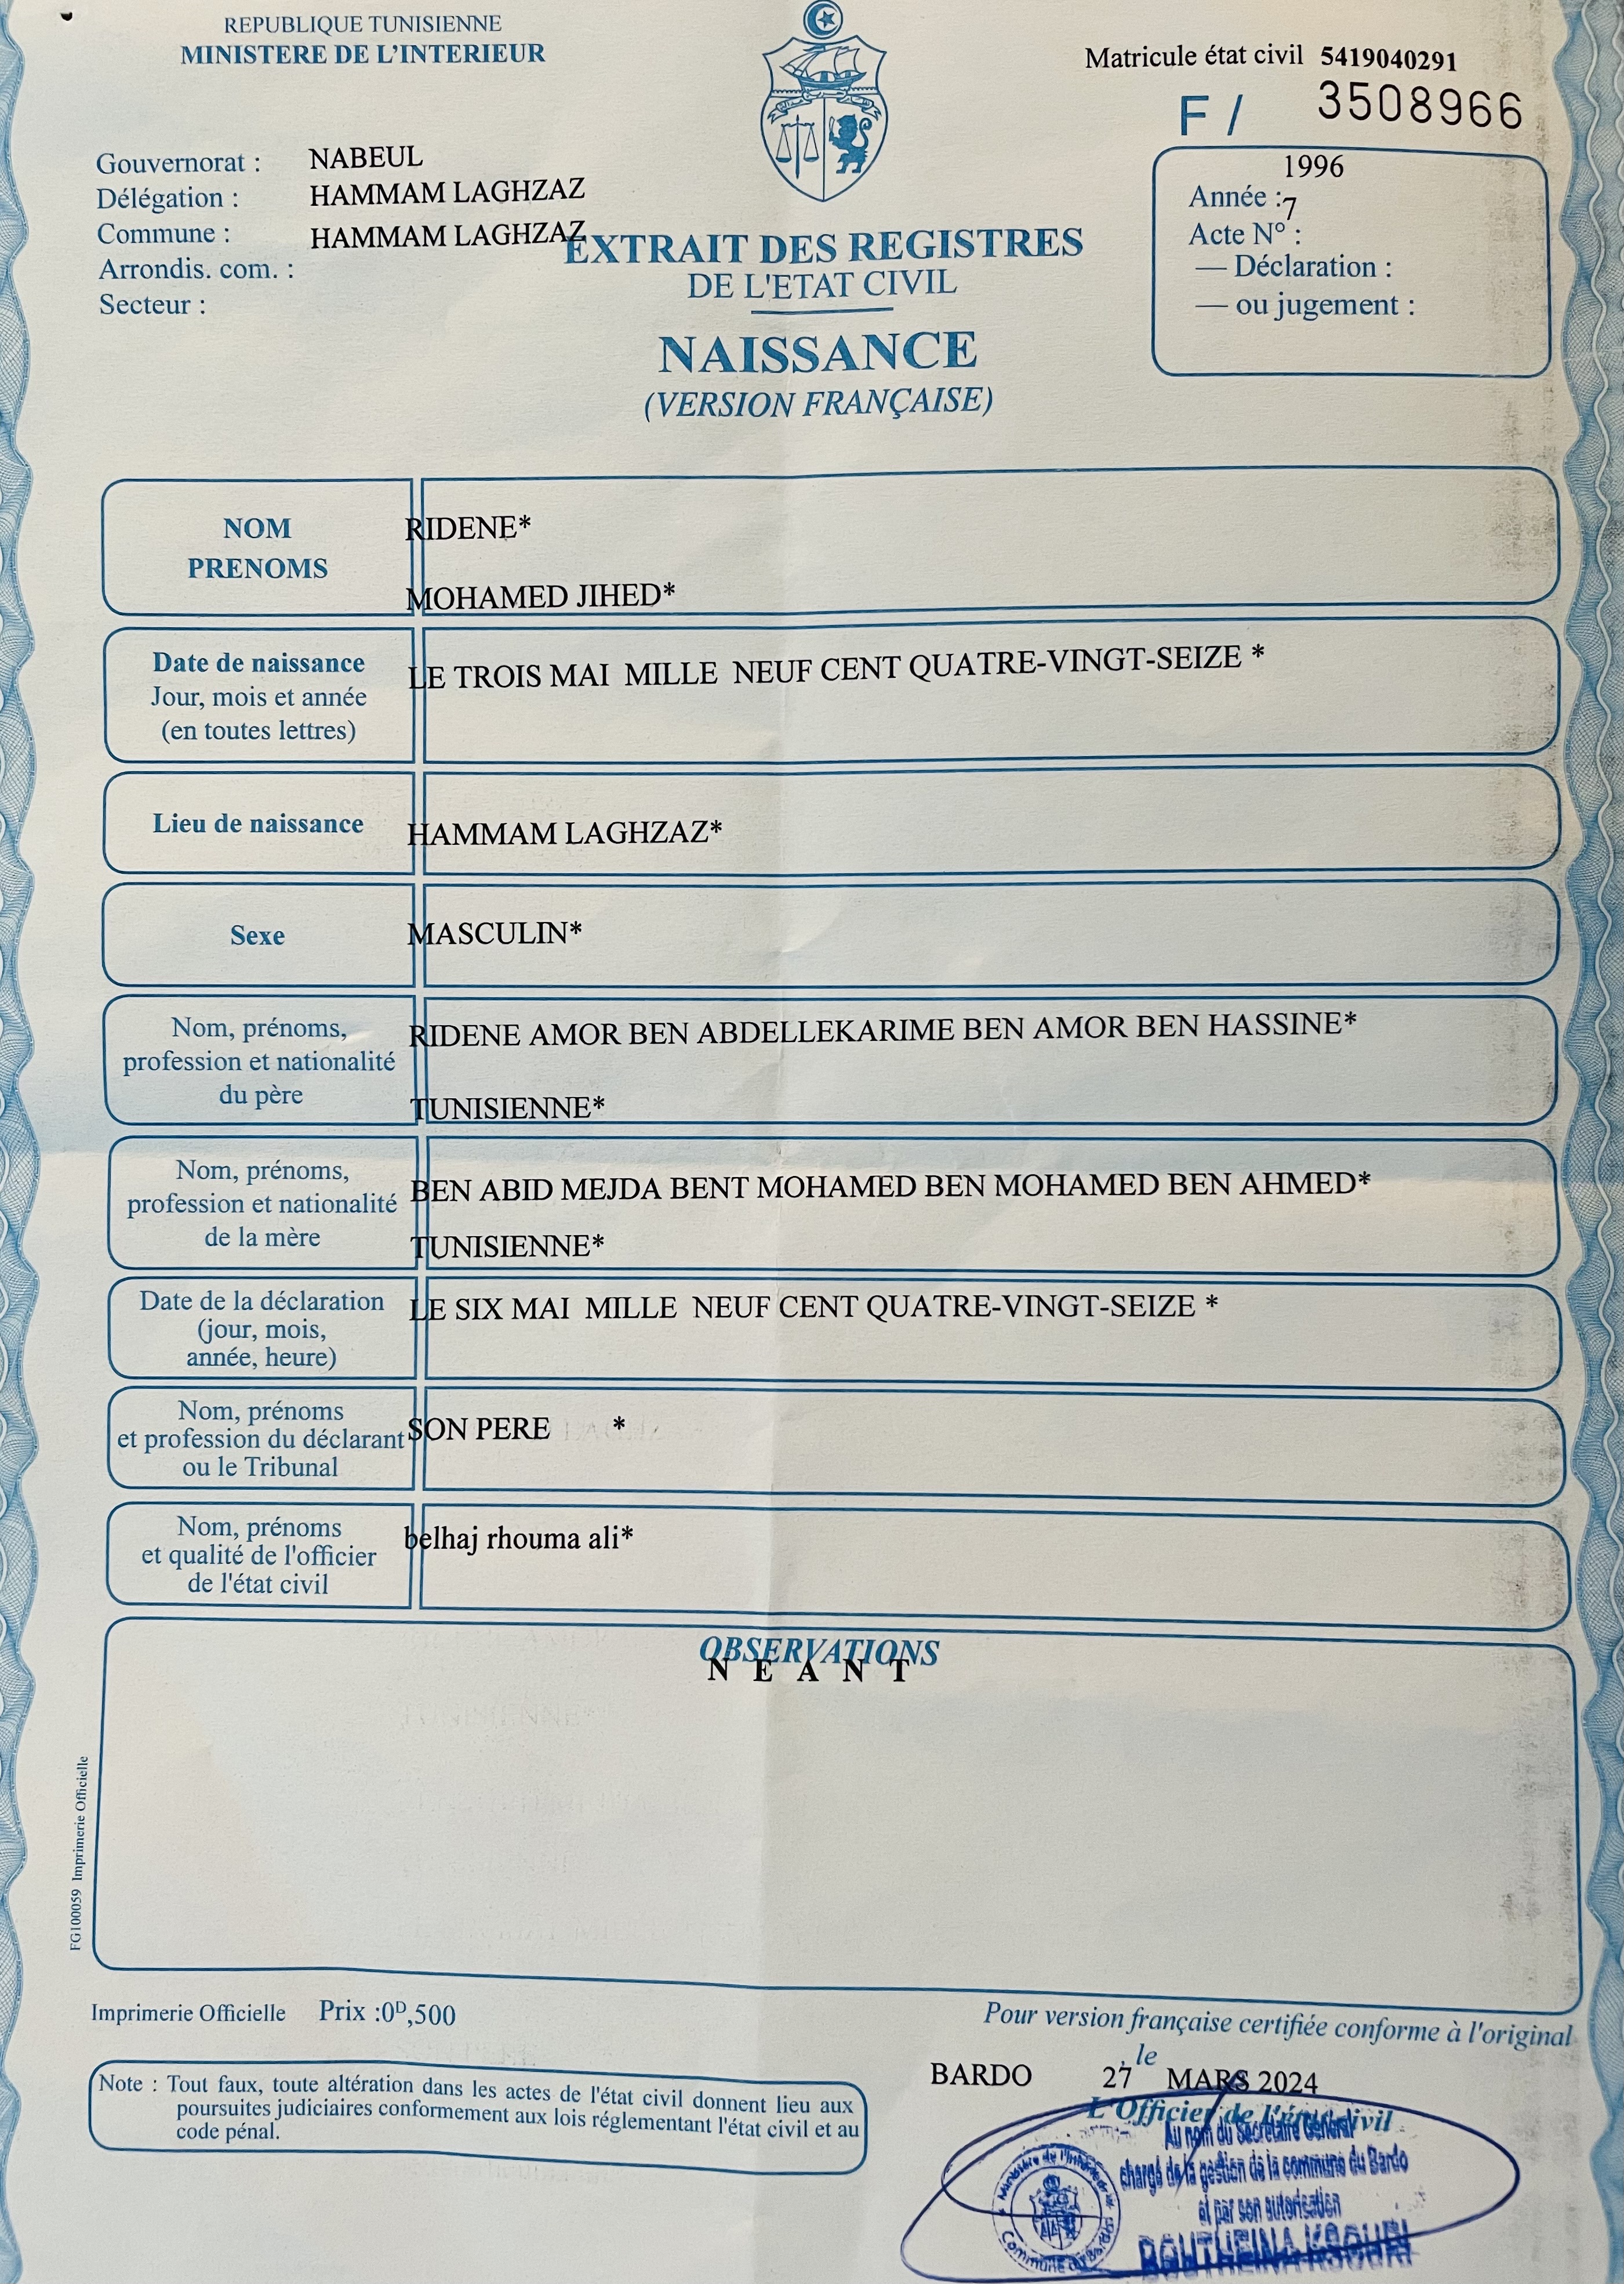 REPUBLIQUE TUNISIENNE
MINISTERE DE L'INTERIEUR
Matricule état civil 5419040291
F / 3508966
Gouvernorat : NABEUL
Délégation : HAMMAM LAGHZAZ
Commune : HAMMAM LAGHZAZ
Arrondis. com. :
Secteur :
1996
Année :
7
Acte N° :
— Déclaration :
— ou jugement :
EXTRAIT DES REGISTRES
DE L'ETAT CIVIL
NAISSANCE
(VERSION FRANÇAISE)
NOM
PRENOMS
RIDENE*
MOHAMED JIHED*
Date de naissance
Jour, mois et année
(en toutes lettres)
LE TROIS MAI MILLE NEUF CENT QUATRE-VINGT-SEIZE *
Lieu de naissance
HAMMAM LAGHZAZ*
Sexe
MASCULIN*
Nom, prénoms,
profession et nationalité
du père
RIDENE AMOR BEN ABDELLEKARIME BEN AMOR BEN HASSINE*
TUNISIENNE*
Nom, prénoms,
profession et nationalité
de la mère
BEN ABID MEJDA BENT MOHAMED BEN MOHAMED BEN AHMED*
TUNISIENNE*
Date de la déclaration
(jour, mois,
année, heure)
LE SIX MAI MILLE NEUF CENT QUATRE-VINGT-SEIZE *
Nom, prénoms
et profession du déclarant
ou le Tribunal
SON PERE *
Nom, prénoms
et qualité de l'officier
de l'état civil
belhaj rhouma ali*
OBSERVATIONS
N E A N T
FG100059 Imprimerie Officielle
Imprimerie Officielle Prix :0ᴰ,500
Pour version française certifiée conforme à l'original
, le
BARDO 27 MARS 2024
L'Officier de l'état civil
Note : Tout faux, toute altération dans les actes de l'état civil donnent lieu aux
poursuites judiciaires conformement aux lois réglementant l'état civil et au
code pénal.
Au nom du Secrétaire Général
chargé de la gestion de la commune du Bardo
et par son autorisation
BOUTHEINA KSOURI